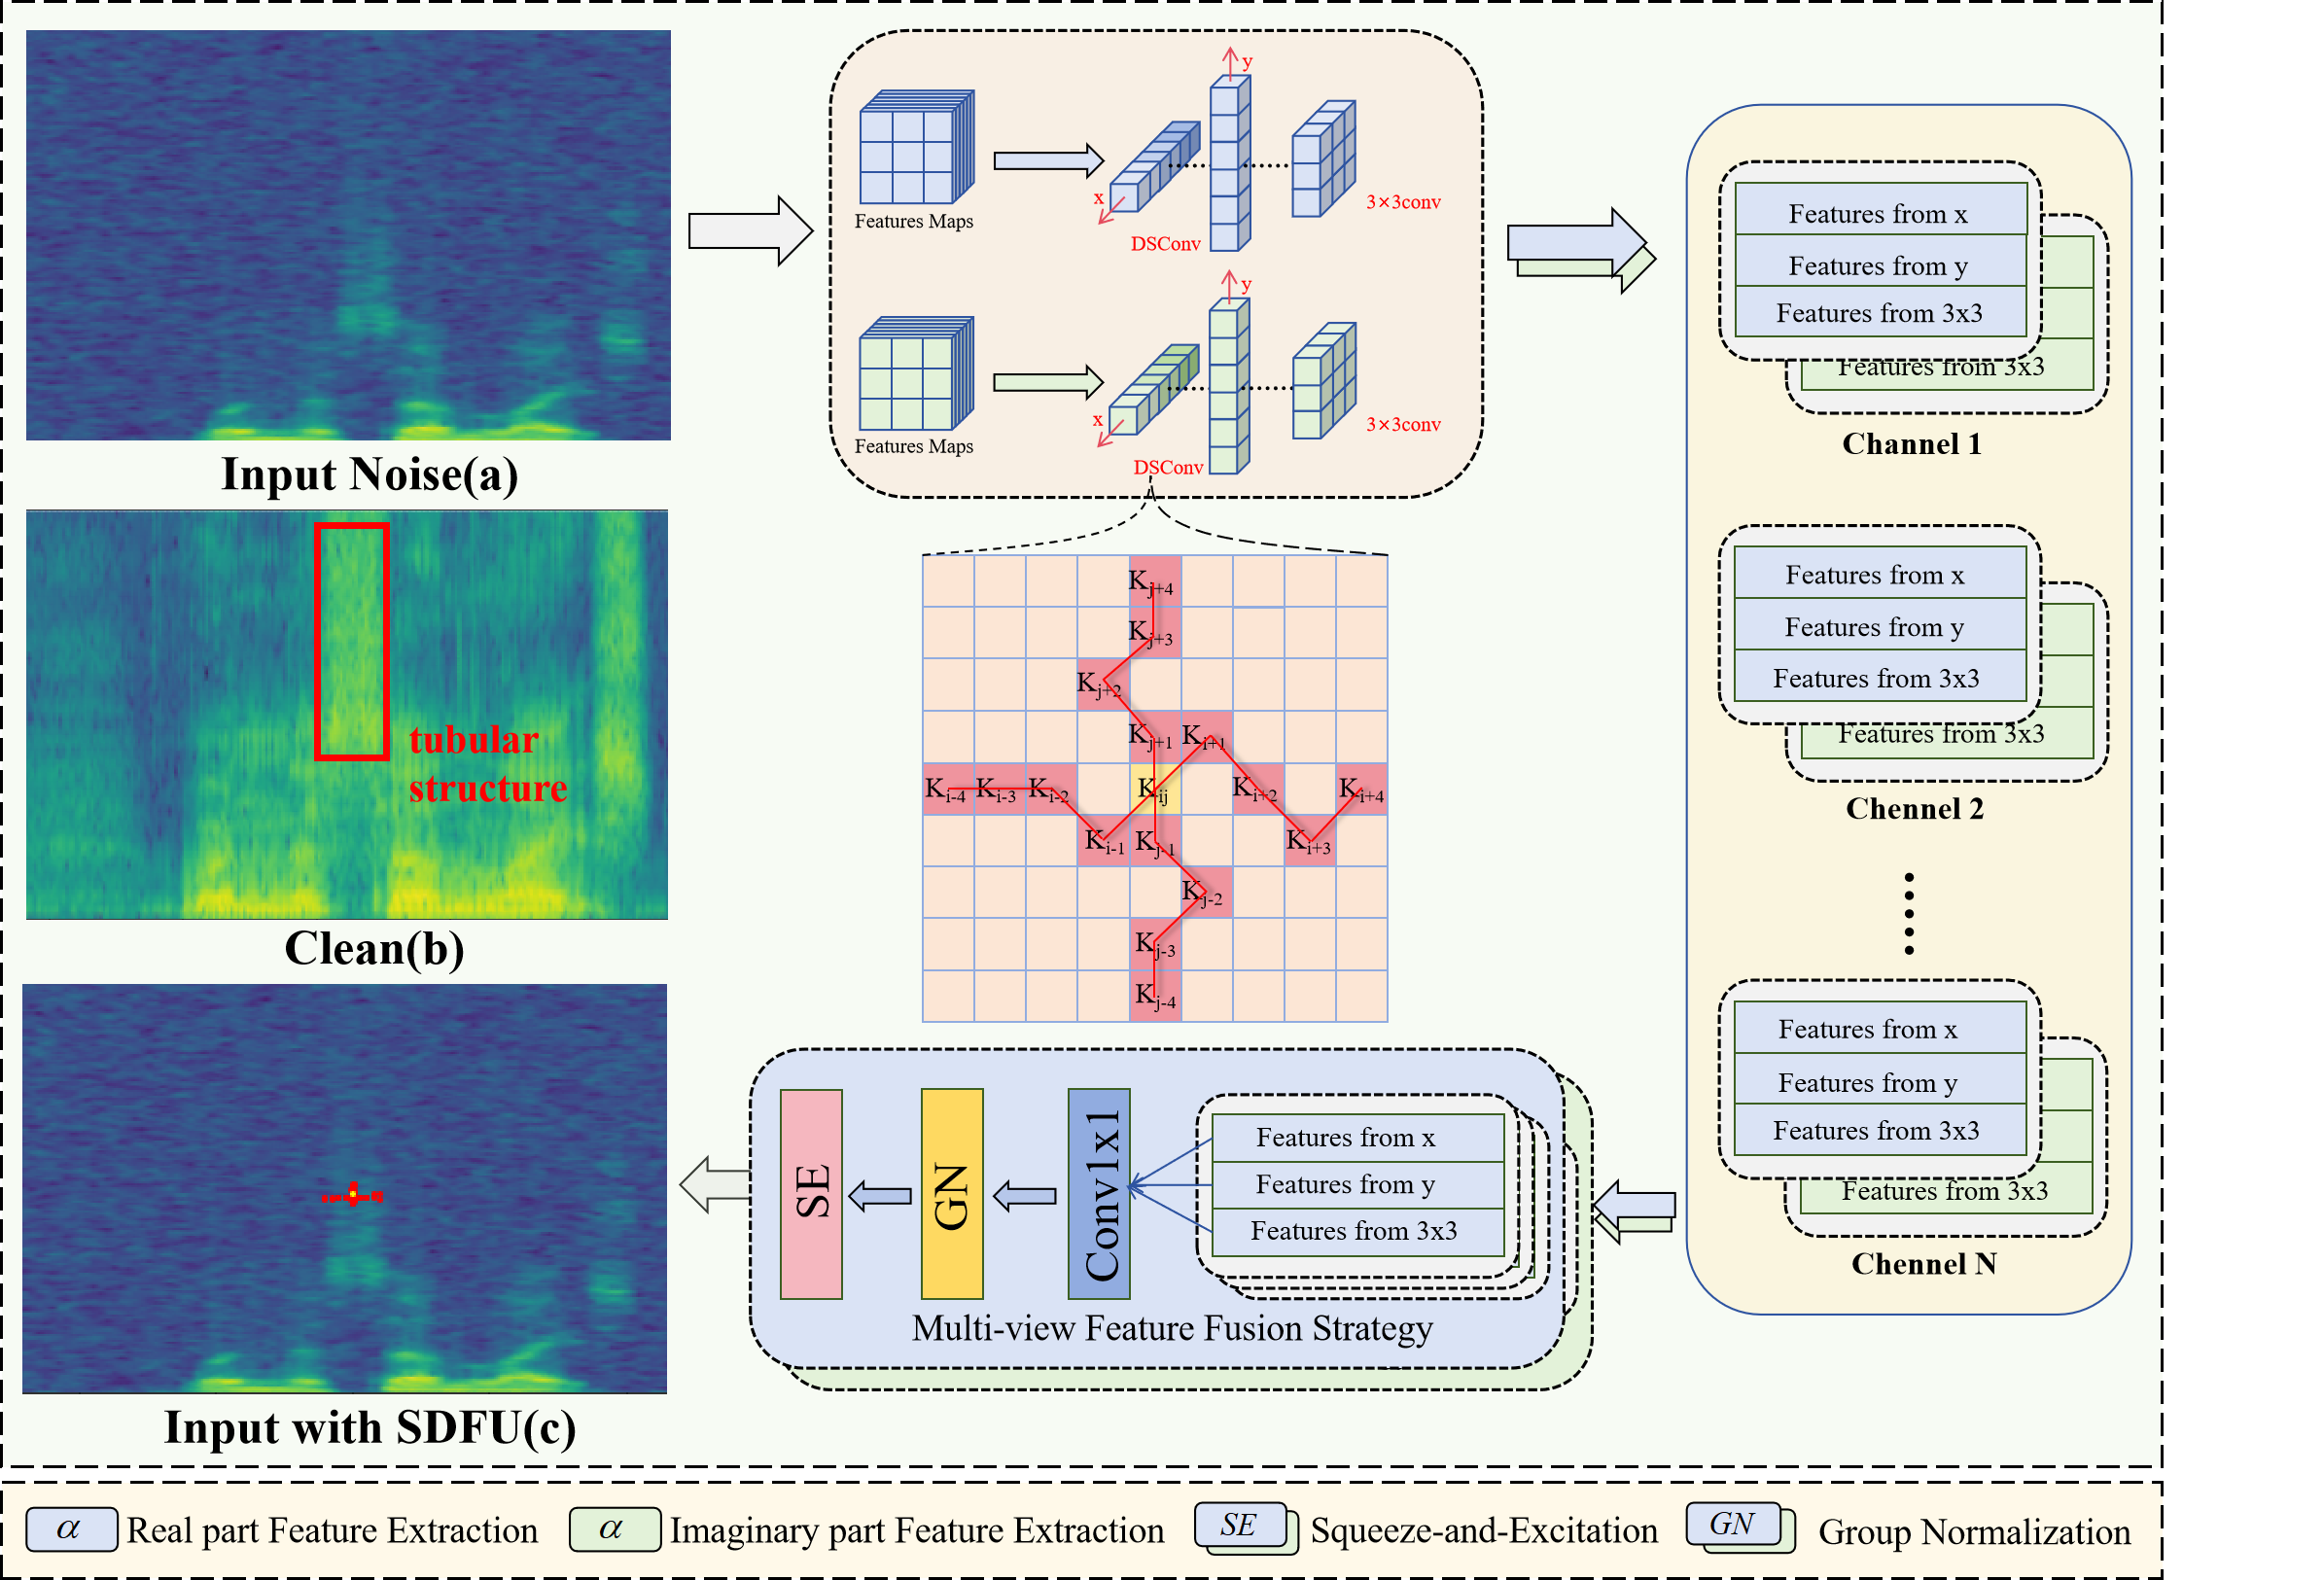 Input Noise(a)
tubular
structure
Clean(b)
Input with SDFU(c)
Features Maps
x
y
DSConv
3×3conv
Features Maps
x
y
DSConv
3×3conv
K_{j+4}
K_{j+3}
K_{j+2}
K_{j+1} K_{i+1}
K_{i-4} K_{i-3} K_{i-2} K_{ij} K_{i+2} K_{i+4}
K_{i-1} K_{j-1} K_{i+3}
K_{j-2}
K_{j-3}
K_{j-4}
Features from x
Features from y
Features from 3x3
Features from 3x3
Channel 1
Features from x
Features from y
Features from 3x3
Features from 3x3
Chennel 2
Features from x
Features from y
Features from 3x3
Features from 3x3
Chennel N
SE
GN
Conv1x1
Features from x
Features from y
Features from 3x3
Multi-view Feature Fusion Strategy
α Real part Feature Extraction
α Imaginary part Feature Extraction
SE Squeeze-and-Excitation
GN Group Normalization